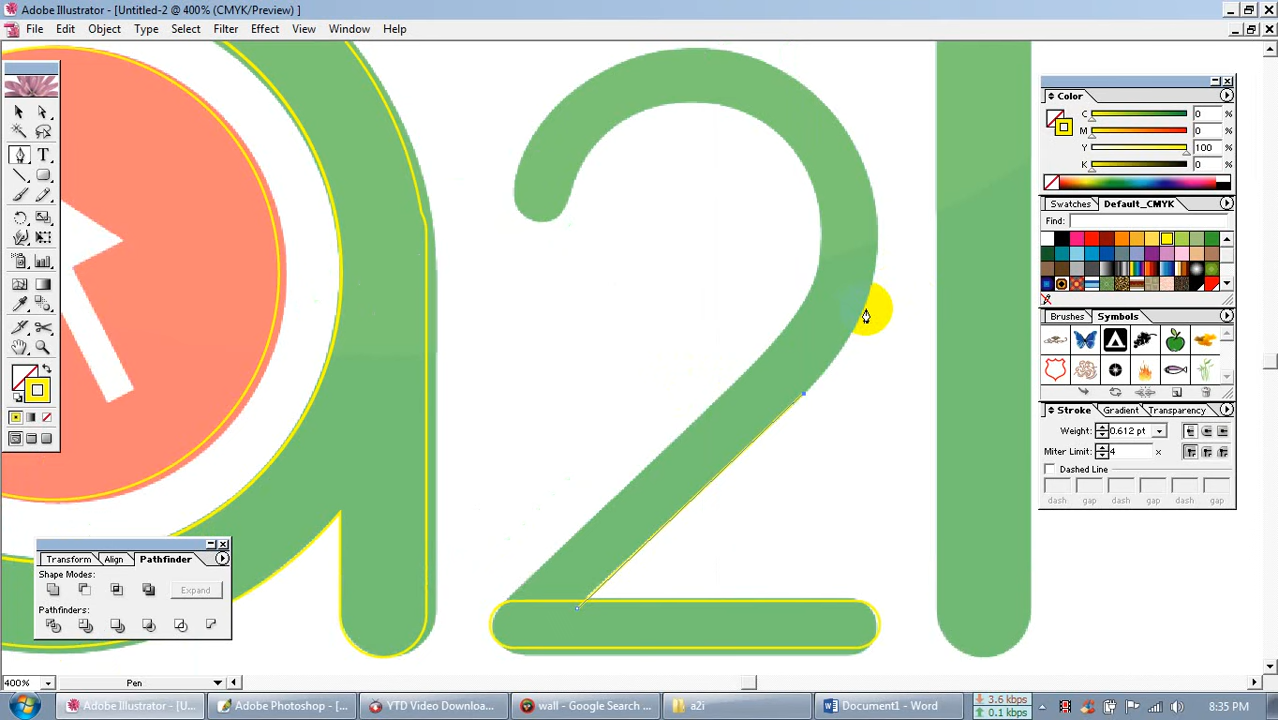 Adobe Illustrator - [Untitled-2 @ 400% (CMYK/Preview) ]
File Edit Object Type Select Filter Effect View Window Help
Color
C 0 %
M 0 %
Y 100 %
K 0 %
Swatches Default_CMYK
Find:
Brushes Symbols
Stroke Gradient Transparency
Weight: 0.612 pt
Miter Limit: 4 x
Dashed Line
dash gap dash gap dash gap
T
a2l
Transform Align Pathfinder
Shape Modes:
Expand
Pathfinders:
400% Pen
Adobe Illustrator - [U... Adobe Photoshop - [... YTD Video Download... wall - Google Search ... a2i Document1 - Word 3.6 kbps
0.1 kbps
8:35 PM